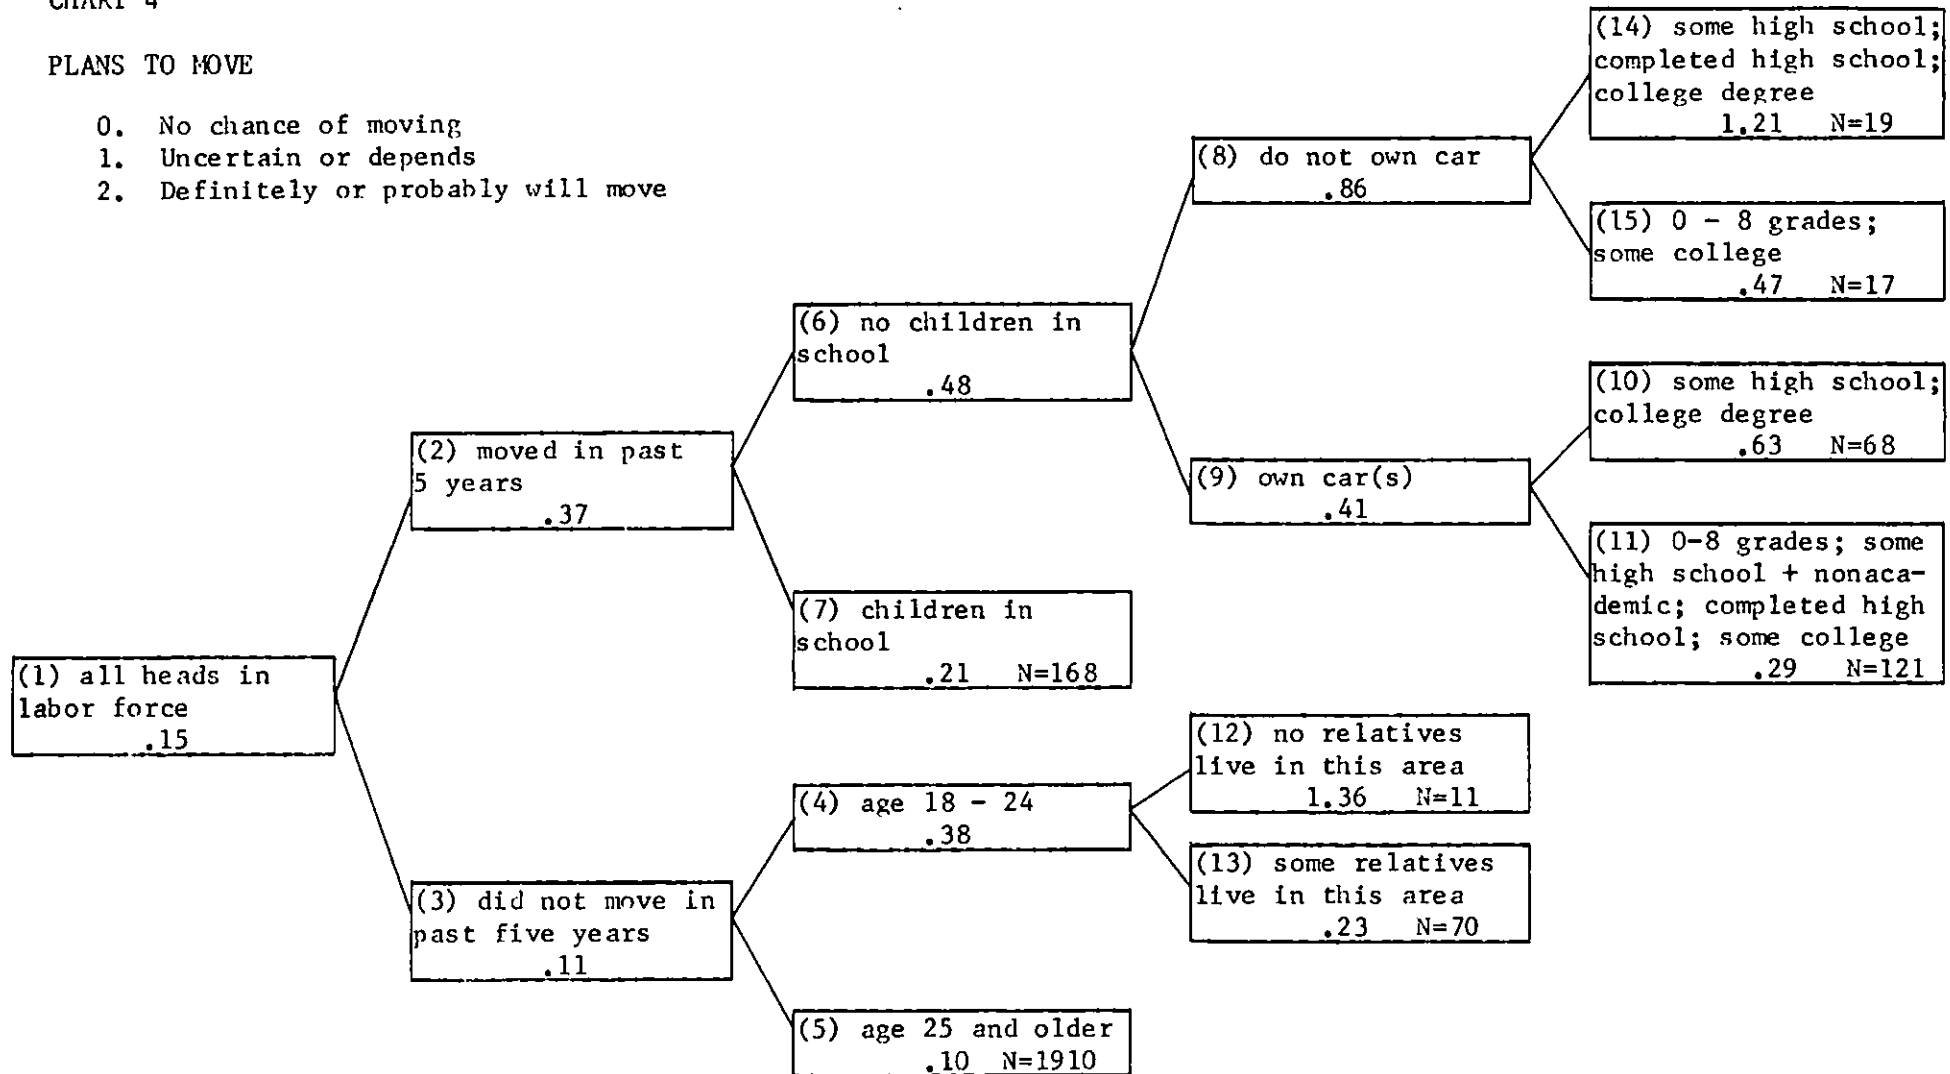 CHART 4
PLANS TO MOVE
0. No chance of moving
1. Uncertain or depends
2. Definitely or probably will move
(1) all heads in
labor force
.15
(2) moved in past
5 years
.37
(3) did not move in
past five years
.11
(6) no children in
school
.48
(7) children in
school
.21 N=168
(4) age 18 - 24
.38
(5) age 25 and older
.10 N=1910
(8) do not own car
.86
(9) own car(s)
.41
(12) no relatives
live in this area
1.36 N=11
(13) some relatives
live in this area
.23 N=70
(14) some high school;
completed high school;
college degree
1.21 N=19
(15) 0 - 8 grades;
some college
.47 N=17
(10) some high school;
college degree
.63 N=68
(11) 0-8 grades; some
high school + nonaca-
demic; completed high
school; some college
.29 N=121